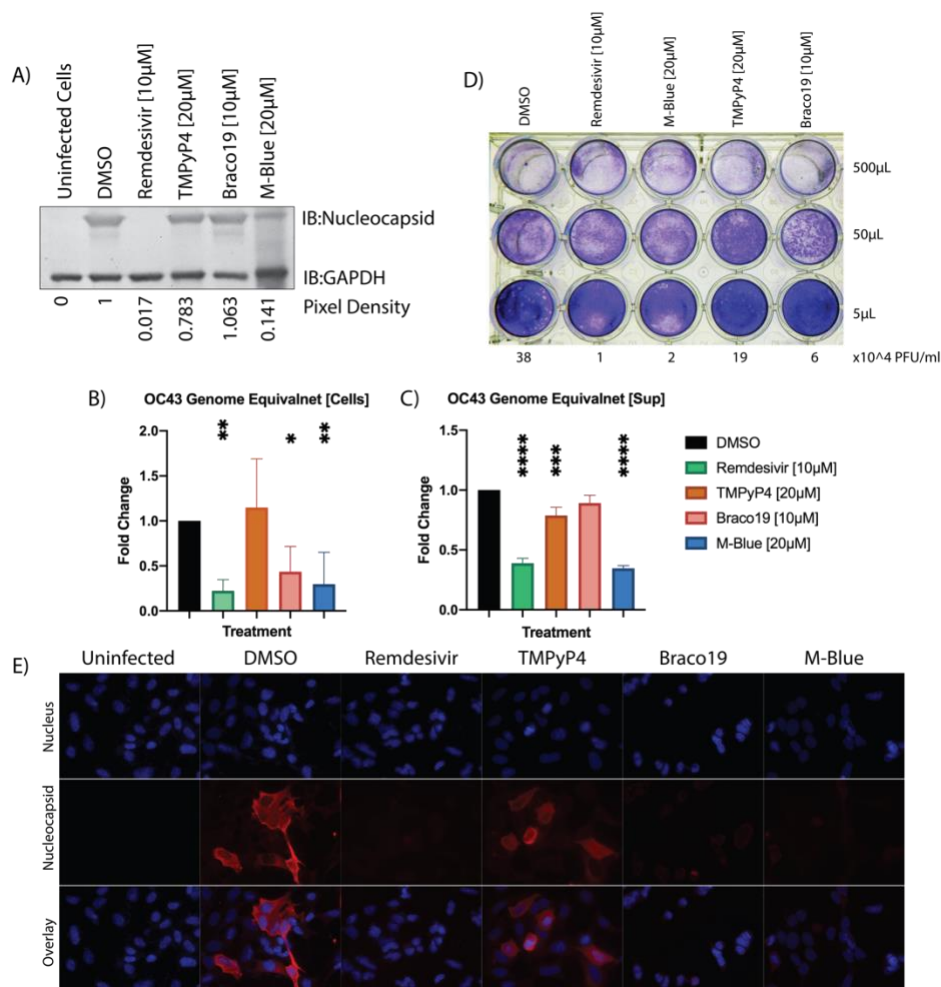 A)
Uninfected Cells
DMSO
Remdesivir [10μM]
TMPyP4 [20μM]
Braco19 [10μM]
M-Blue [20μM]
IB:Nucleocapsid
IB:GAPDH
0
1
0.017
0.783
1.063
0.141
Pixel Density
D)
DMSO
Remdesivir [10μM]
M-Blue [20μM]
TMPyP4 [20μM]
Braco19 [10μM]
500μL
50μL
5μL
38 1 2 19 6 x10^4 PFU/ml
B)
OC43 Genome Equivalnet [Cells]
Fold Change
2.0
1.5
1.0
0.5
0.0
** * **
Treatment
C)
OC43 Genome Equivalnet [Sup]
Fold Change
1.5
1.0
0.5
0.0
**** *** ****
Treatment
DMSO
Remdesivir [10μM]
TMPyP4 [20μM]
Braco19 [10μM]
M-Blue [20μM]
E)
Uninfected DMSO Remdesivir TMPyP4 Braco19 M-Blue
Nucleus
Nucleocapsid
Overlay